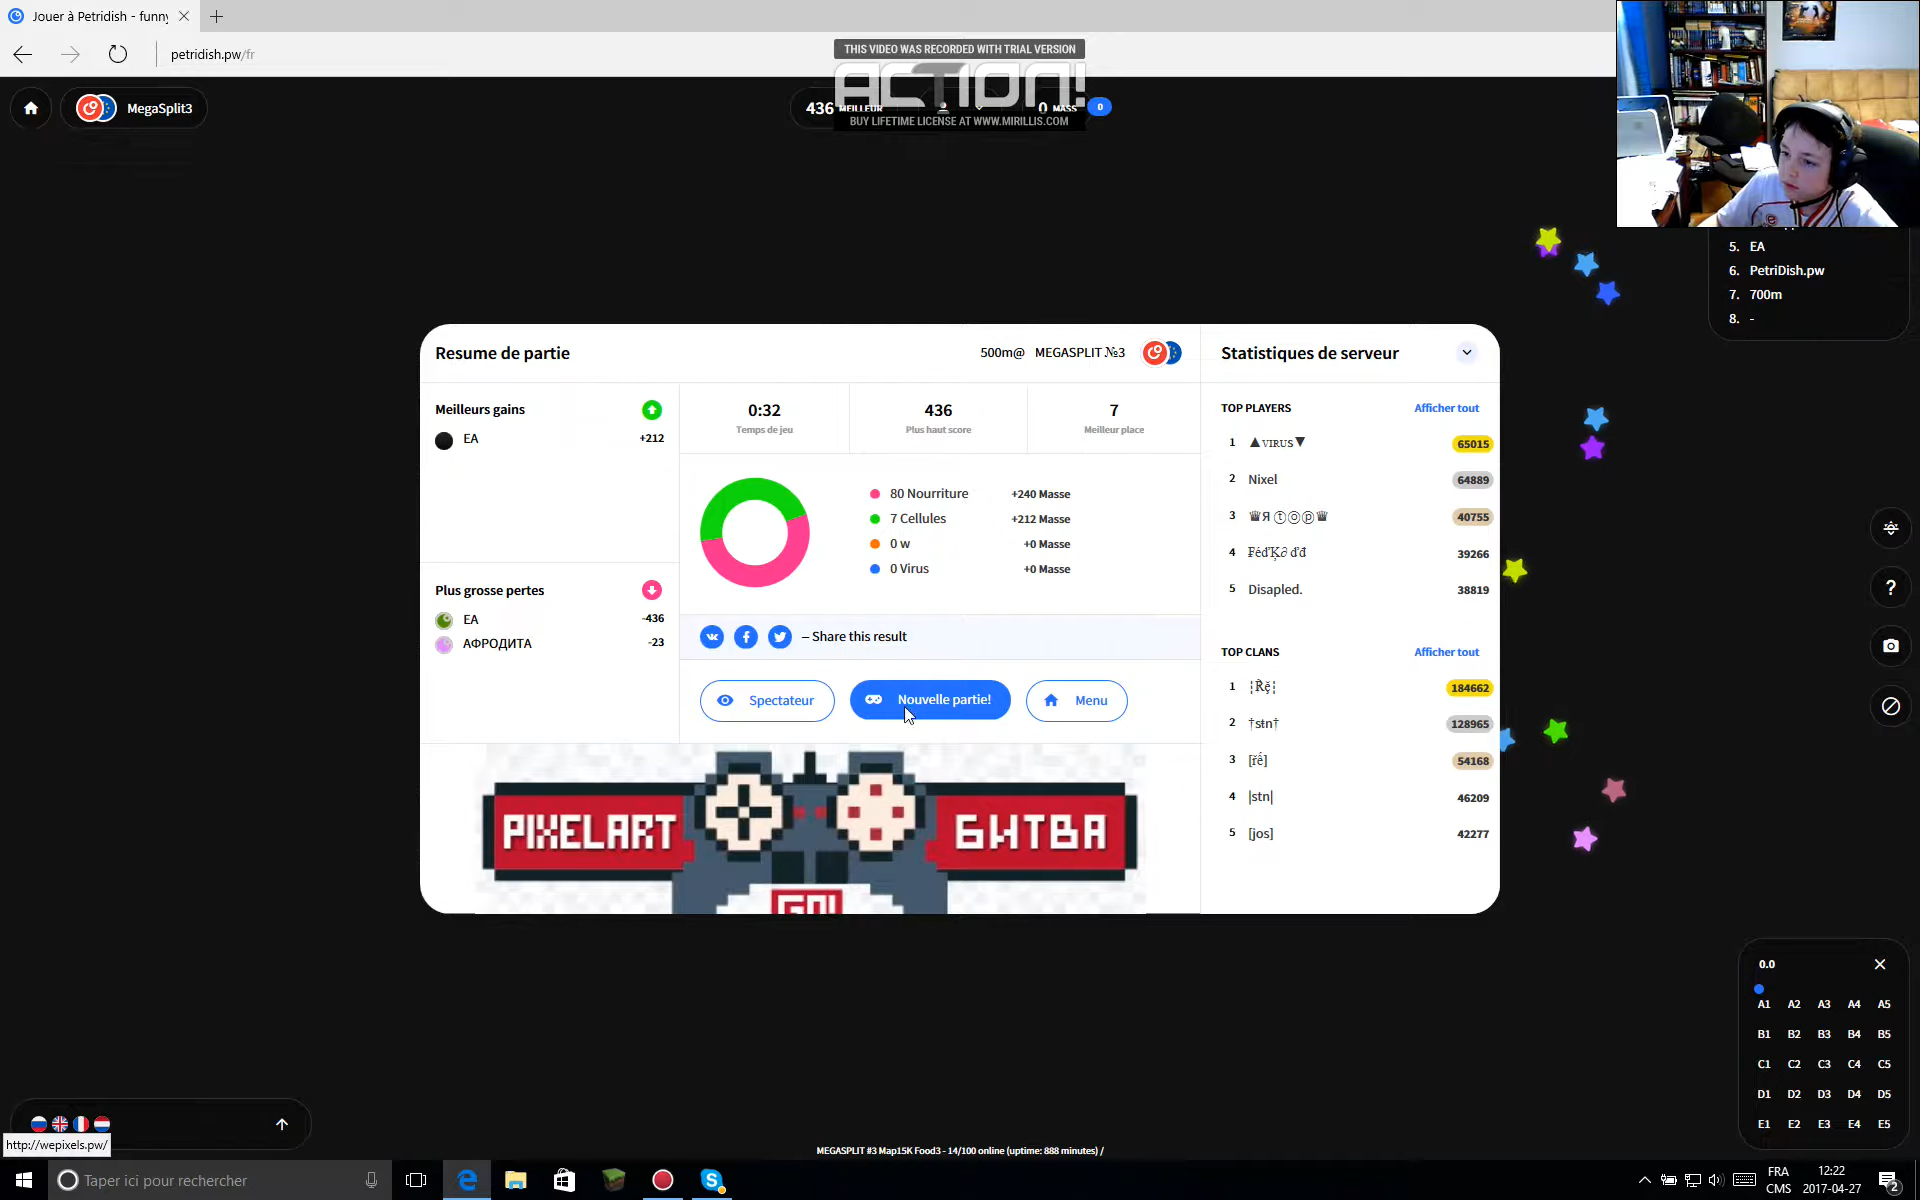 Jouer à Petridish - funny
petridish.pw/fr
THIS VIDEO WAS RECORDED WITH TRIAL VERSION
ACTION!
BUY LIFETIME LICENSE AT WWW.MIRILLIS.COM
MegaSplit3
436 MEILLEUR
0 MASS
0
5. EA
6. PetriDish.pw
7. 700m
8. -
Resume de partie
500m@ MEGASPLIT №3
Statistiques de serveur
Meilleurs gains
EA +212
0:32
Temps de jeu
436
Plus haut score
7
Meilleur place
80 Nourriture +240 Masse
7 Cellules +212 Masse
0 w +0 Masse
0 Virus +0 Masse
Plus grosse pertes
EA -436
АФРОДИТА -23
– Share this result
Spectateur
Nouvelle partie!
Menu
TOP PLAYERS Afficher tout
1 ▲VIRUS▼ 65015
2 Nixel 64889
3 ♛Я ⓣⓞⓟ♛ 40755
4 39266
5 Disapled. 38819
TOP CLANS Afficher tout
1 184662
2 †stn† 128965
3 54168
4 |stn| 46209
5 [jos] 42277
PIXELART
БИТВА
GO!
0.0
A1 A2 A3 A4 A5
B1 B2 B3 B4 B5
C1 C2 C3 C4 C5
D1 D2 D3 D4 D5
E1 E2 E3 E4 E5
http://wepixels.pw/
MEGASPLIT #3 Map15K Food3 - 14/100 online (uptime: 888 minutes) /
Taper ici pour rechercher
FRA
CMS
12:22
2017-04-27
2